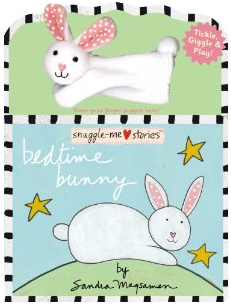 Tickle,
Giggle &
Play!
snuggle-me stories
bedtime
bunny
by
Sandra Magsamen